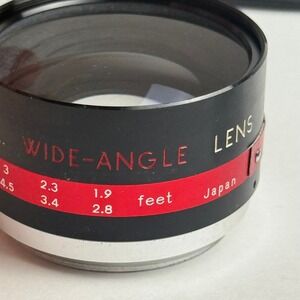 WIDE-ANGLE LENS
3 2.3 1.9 feet Japan
4.5 3.4 2.8